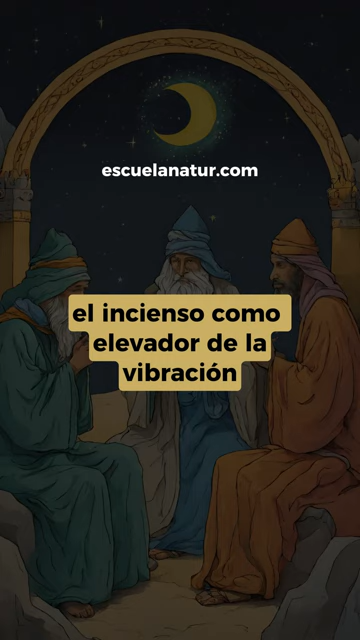 escuelanatur.com
el incienso como
elevador de la
vibración